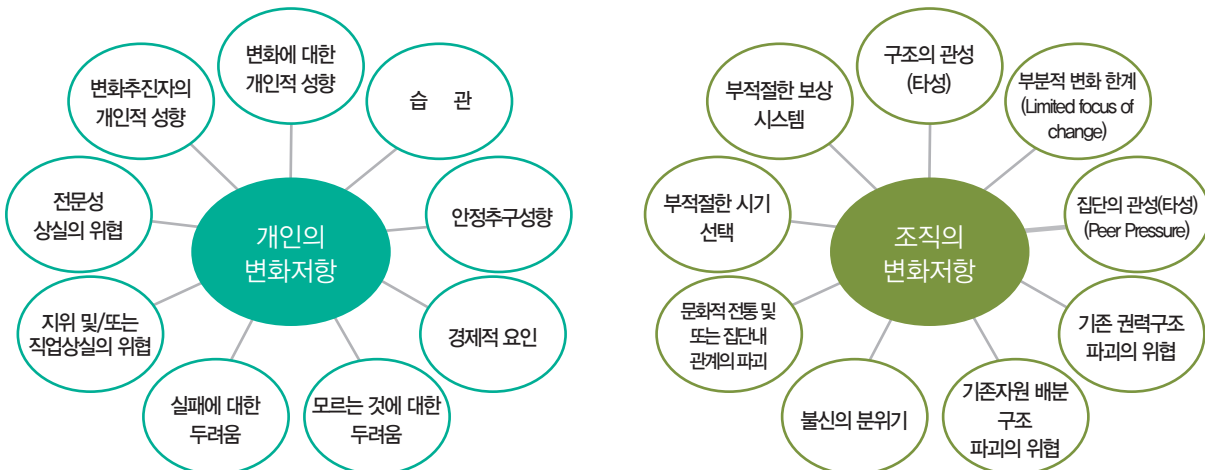 개인의
변화저항
변화에 대한
개인적 성향
습 관
안정추구성향
경제적 요인
모르는 것에 대한
두려움
실패에 대한
두려움
지위 및/또는
직업상실의 위협
전문성
상실의 위협
변화추진자의
개인적 성향
조직의
변화저항
구조의 관성
(타성)
부분적 변화 한계
(Limited focus of
change)
집단의 관성(타성)
(Peer Pressure)
기존 권력구조
파괴의 위협
기존자원 배분
구조
파괴의 위협
불신의 분위기
문화적 전통 및
또는 집단내
관계의 파괴
부적절한 시기
선택
부적절한 보상
시스템